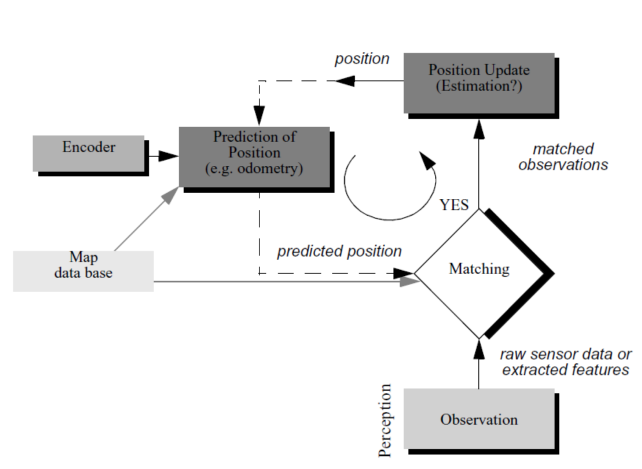 position
Position Update
(Estimation?)
Encoder
Prediction of
Position
(e.g. odometry)
matched
observations
YES
predicted position
Map
data base
Matching
raw sensor data or
extracted features
Perception
Observation